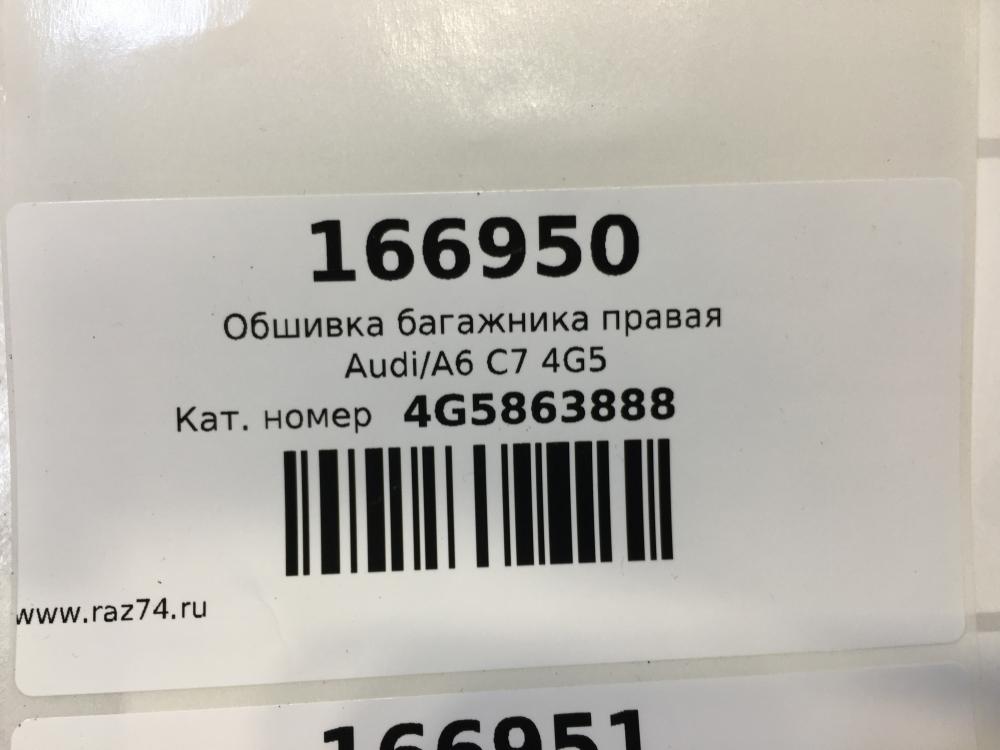 166950
Обшивка багажника правая
Audi/A6 C7 4G5
Кат. номер 4G5863888
www.raz74.ru
166951